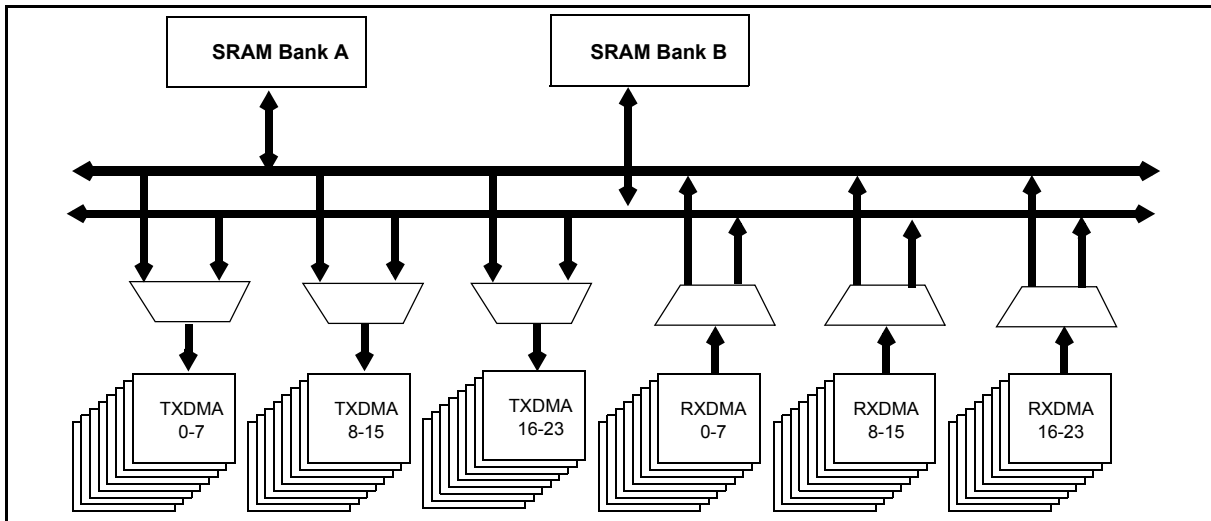 SRAM Bank A
SRAM Bank B
TXDMA
0-7
TXDMA
8-15
TXDMA
16-23
RXDMA
0-7
RXDMA
8-15
RXDMA
16-23